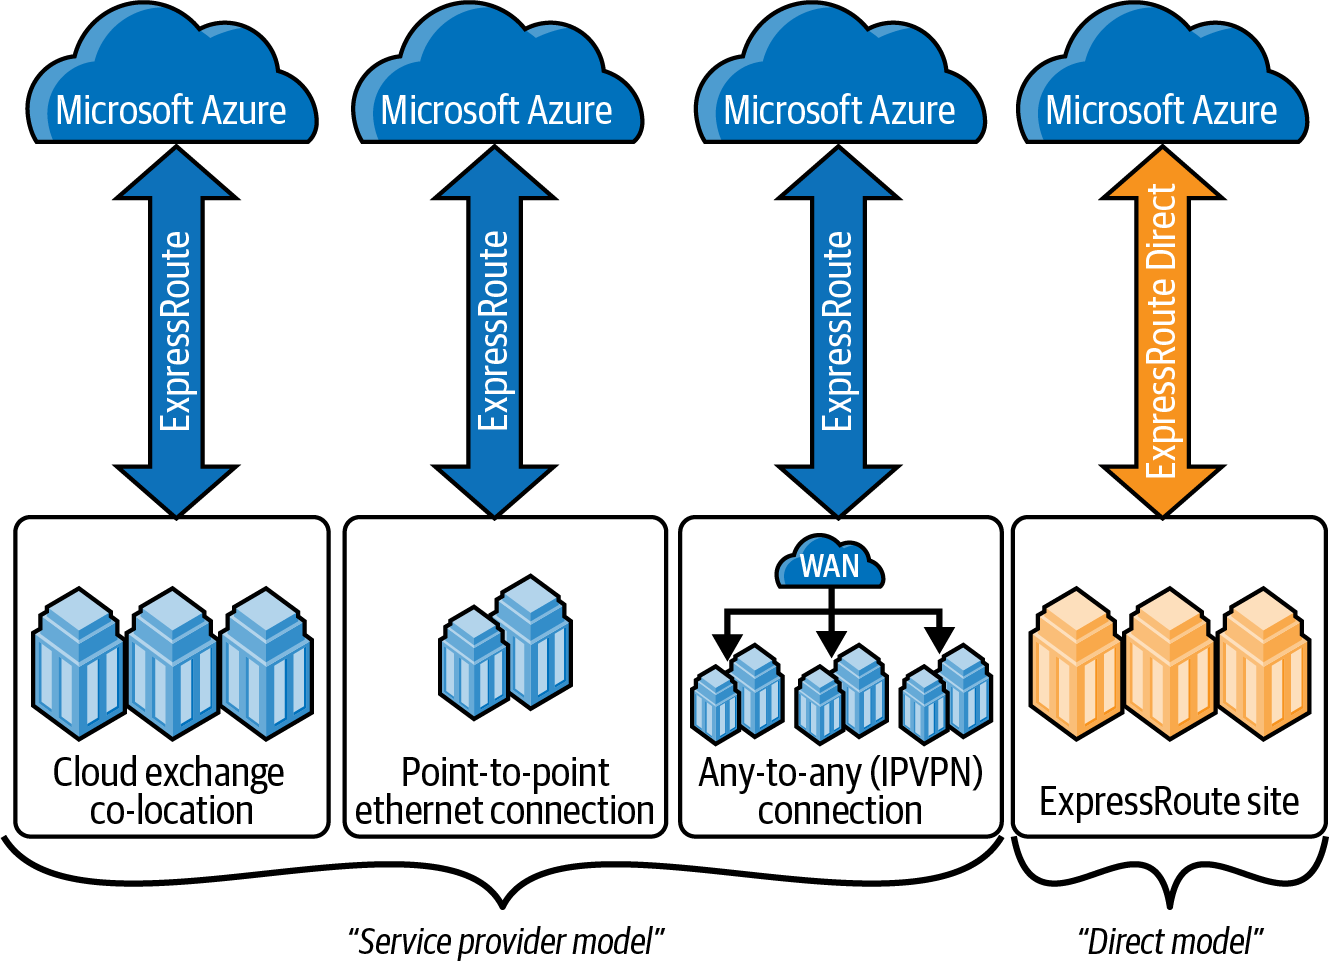 Microsoft Azure
Microsoft Azure
Microsoft Azure
Microsoft Azure
ExpressRoute
ExpressRoute
ExpressRoute
ExpressRoute Direct
WAN
Cloud exchange
co-location
Point-to-point
ethernet connection
Any-to-any (IPVPN)
connection
ExpressRoute site
“Service provider model”
“Direct model”